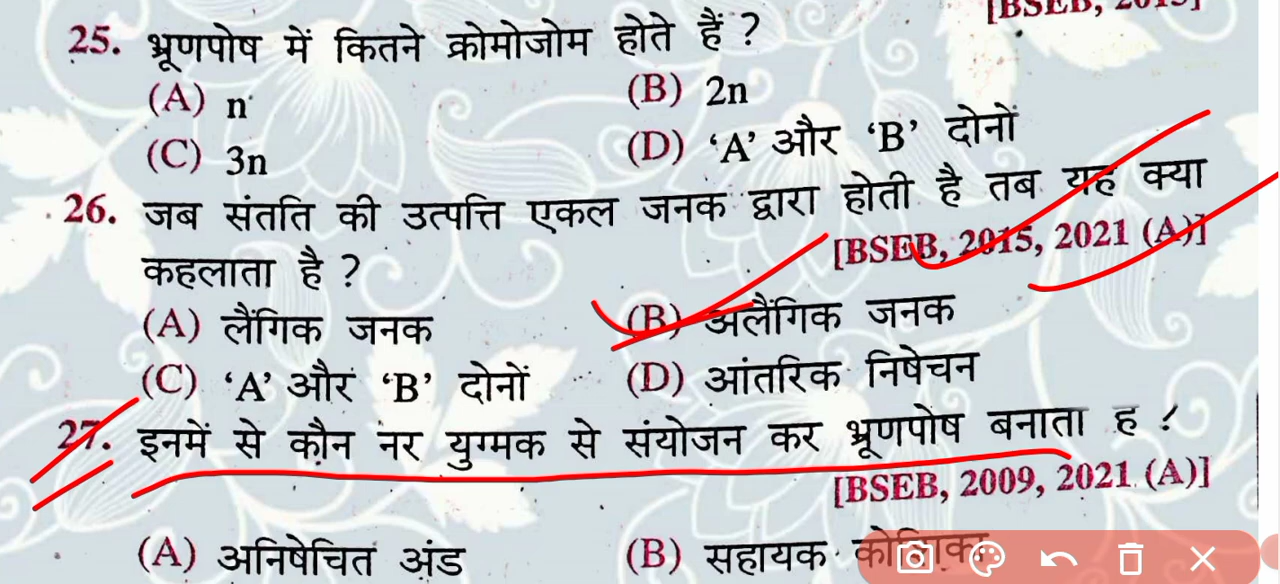 [BSEB, 2015]
25. भ्रूणपोष में कितने क्रोमोजोम होते हैं ?
(A) n (B) 2n
(C) 3n (D) ‘A’ और ‘B’ दोनों
26. जब संतति की उत्पत्ति एकल जनक द्वारा होती है तब यह क्या
कहलाता है ? [BSEB, 2015, 2021 (A)]
(A) लैंगिक जनक (B) अलैंगिक जनक
(C) ‘A’ और ‘B’ दोनों (D) आंतरिक निषेचन
27. इनमें से कौन नर युग्मक से संयोजन कर भ्रूणपोष बनाता ह ?
[BSEB, 2009, 2021 (A)]
(A) अनिषेचित अंड (B) सहायक कोशिका